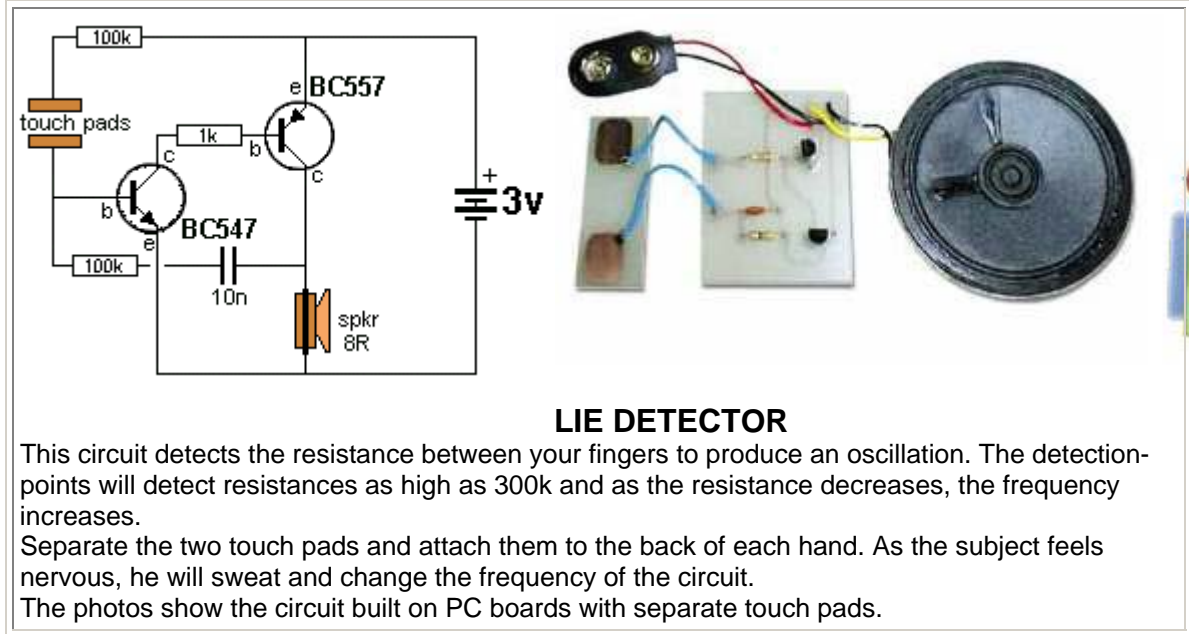 100k
e BC557
touch pads
1k
c
b
c
+
3v
b
BC547
e
100k
10n
spkr
8R
LIE DETECTOR
This circuit detects the resistance between your fingers to produce an oscillation. The detection-
points will detect resistances as high as 300k and as the resistance decreases, the frequency
increases.
Separate the two touch pads and attach them to the back of each hand. As the subject feels
nervous, he will sweat and change the frequency of the circuit.
The photos show the circuit built on PC boards with separate touch pads.